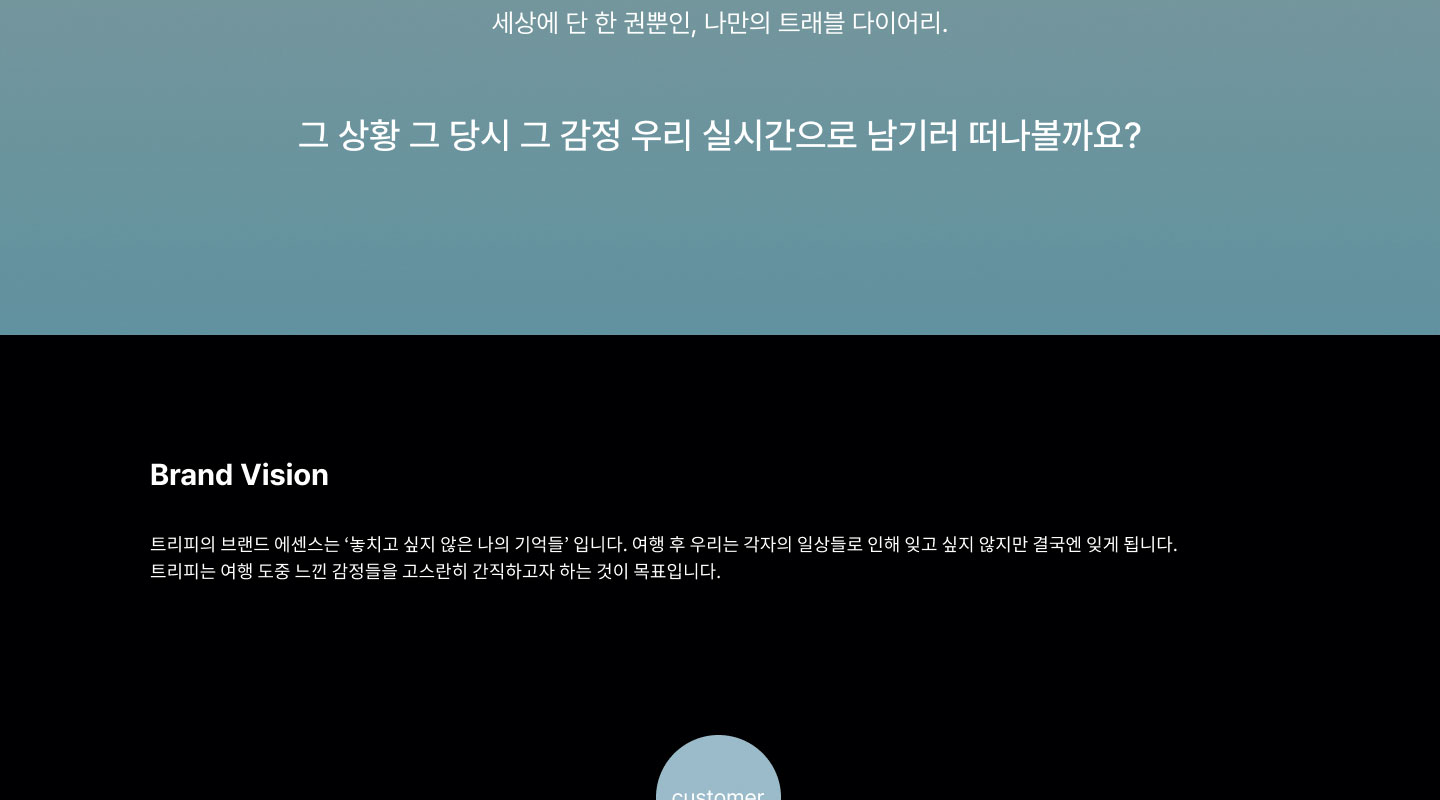 세상에 단 한 권뿐인, 나만의 트래블 다이어리.
그 상황 그 당시 그 감정 우리 실시간으로 남기러 떠나볼까요?
Brand Vision
트리피의 브랜드 에센스는 ‘놓치고 싶지 않은 나의 기억들’ 입니다. 여행 후 우리는 각자의 일상들로 인해 잊고 싶지 않지만 결국엔 잊게 됩니다.
트리피는 여행 도중 느낀 감정들을 고스란히 간직하고자 하는 것이 목표입니다.
customer